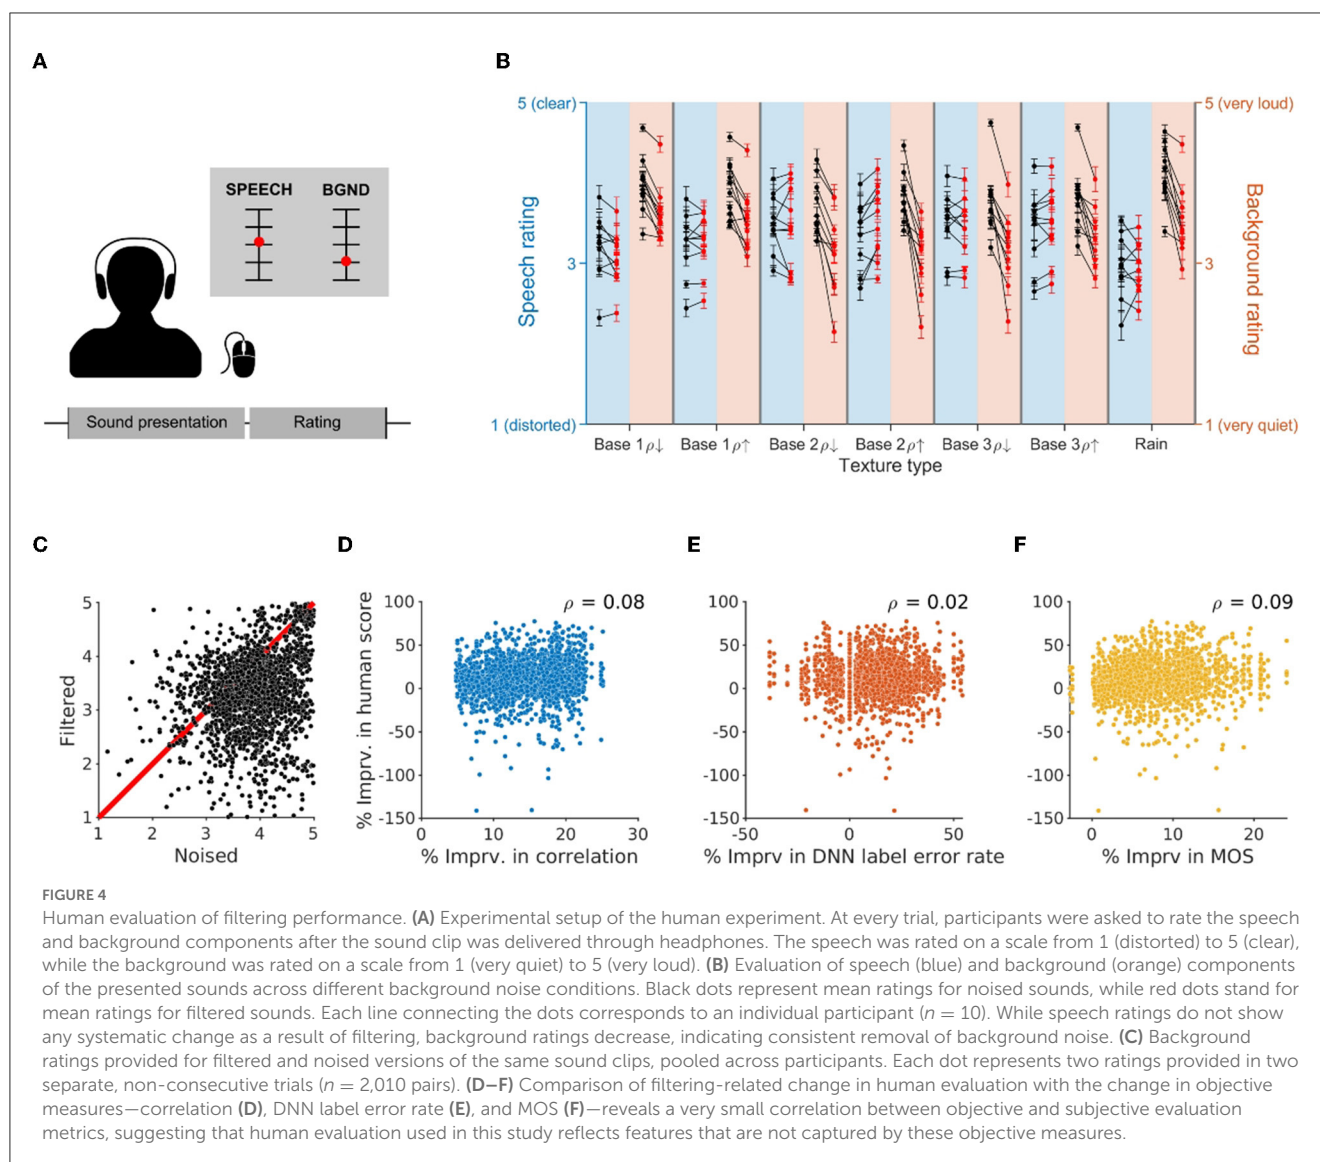 A
SPEECH BGND
Sound presentation Rating
B
5 (clear)
3
1 (distorted)
Speech rating
5 (very loud)
3
1 (very quiet)
Background rating
Base 1ρ↓ Base 1ρ↑ Base 2ρ↓ Base 2ρ↑ Base 3ρ↓ Base 3ρ↑ Rain
Texture type
C
5
4
3
2
1
Filtered
1 2 3 4 5
Noised
D
ρ = 0.08
100
50
0
-50
-100
-150
% Imprv. in human score
0 10 20 30
% Imprv. in correlation
E
ρ = 0.02
100
50
0
-50
-100
-150
-50 0 50
% Imprv in DNN label error rate
F
ρ = 0.09
100
50
0
-50
-100
-150
0 10 20
% Imprv in MOS
FIGURE 4
Human evaluation of filtering performance. (A) Experimental setup of the human experiment. At every trial, participants were asked to rate the speech
and background components after the sound clip was delivered through headphones. The speech was rated on a scale from 1 (distorted) to 5 (clear),
while the background was rated on a scale from 1 (very quiet) to 5 (very loud). (B) Evaluation of speech (blue) and background (orange) components
of the presented sounds across different background noise conditions. Black dots represent mean ratings for noised sounds, while red dots stand for
mean ratings for filtered sounds. Each line connecting the dots corresponds to an individual participant (n = 10). While speech ratings do not show
any systematic change as a result of filtering, background ratings decrease, indicating consistent removal of background noise. (C) Background
ratings provided for filtered and noised versions of the same sound clips, pooled across participants. Each dot represents two ratings provided in two
separate, non-consecutive trials (n = 2,010 pairs). (D–F) Comparison of filtering-related change in human evaluation with the change in objective
measures—correlation (D), DNN label error rate (E), and MOS (F)—reveals a very small correlation between objective and subjective evaluation
metrics, suggesting that human evaluation used in this study reflects features that are not captured by these objective measures.